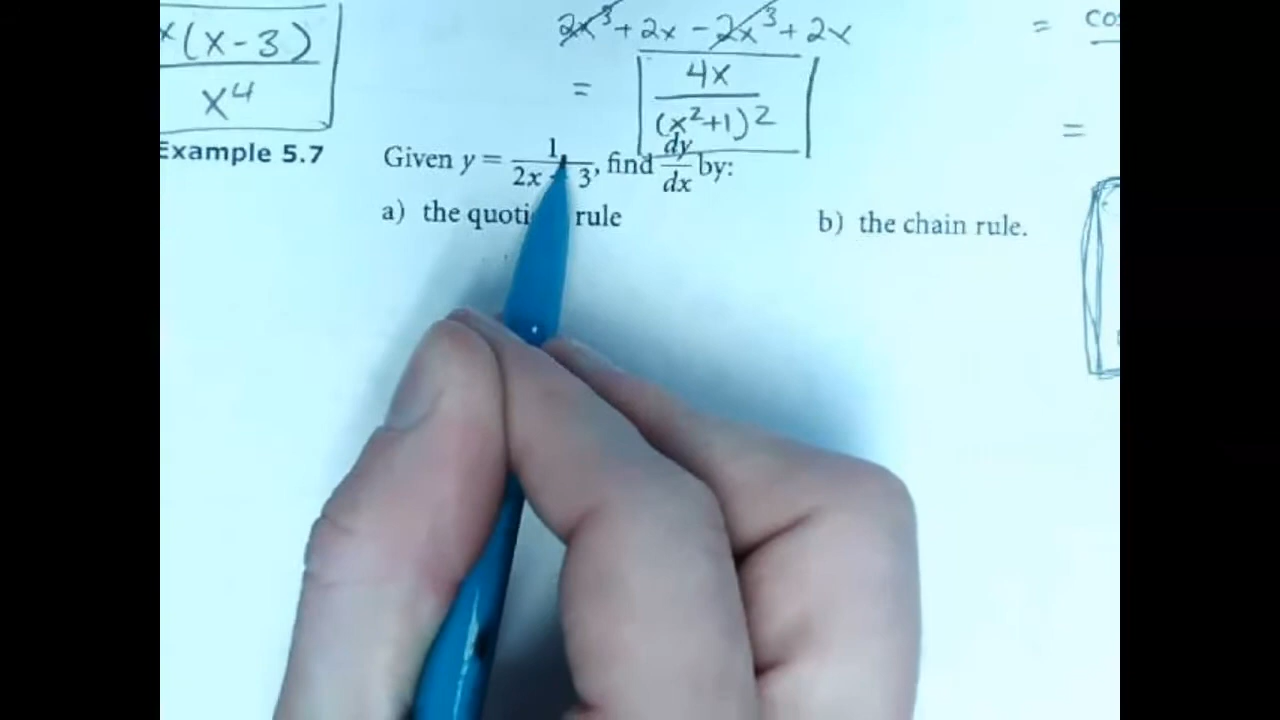 x(x-3)
x⁴
2x³+2x-2x³+2x
= 4x
(x²+1)²
= 
=
Example 5.7 Given y = 1/2x 3, find dy/dx by:
a) the rule
b) the chain rule.